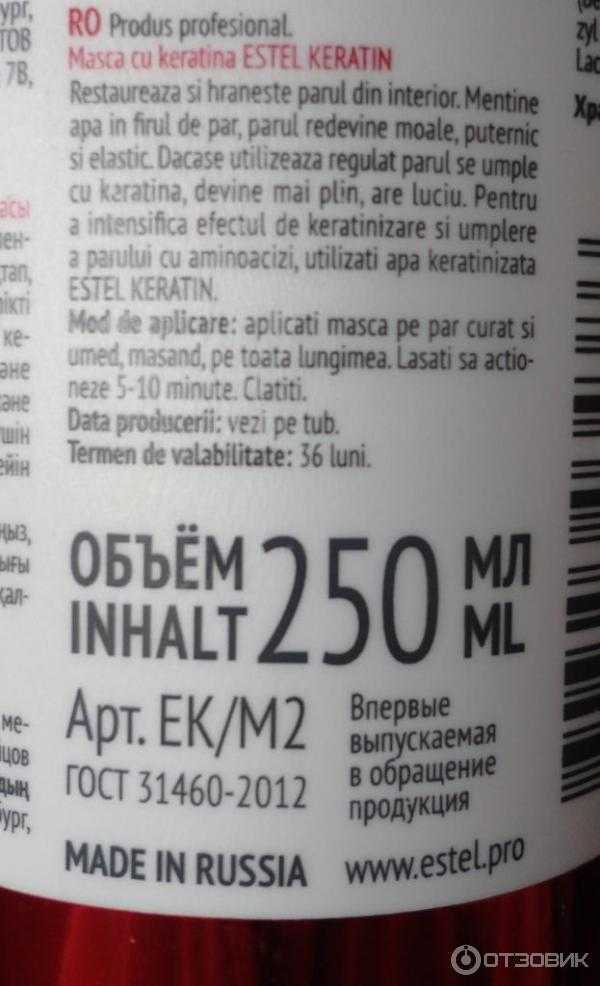 RO Produs profesional.
Masca cu keratina ESTEL KERATIN
Restaureaza si hraneste parul din interior. Mentine
apa in firul de par, parul redevine moale, puternic
si elastic. Dacase utilizeaza regulat parul se umple
cu karatina, devine mai plin, are luciu. Pentru
a intensifica efectul de keratinizare si umplere
a parului cu aminoacizi, utilizati apa keratinizata
ESTEL KERATIN.
Mod de aplicare: aplicati masca pe par curat si
umed, masand, pe toata lungimea. Lasati sa actio-
neze 5-10 minute. Clatiti.
Data producerii: vezi pe tub.
Termen de valabilitate: 36 luni.
ОБЪЁМ 250 МЛ
INHALT ML
Арт. EK/M2
ГОСТ 31460-2012
Впервые
выпускаемая
в обращение
продукция
MADE IN RUSSIA
www.estel.pro
ОТЗОВИК